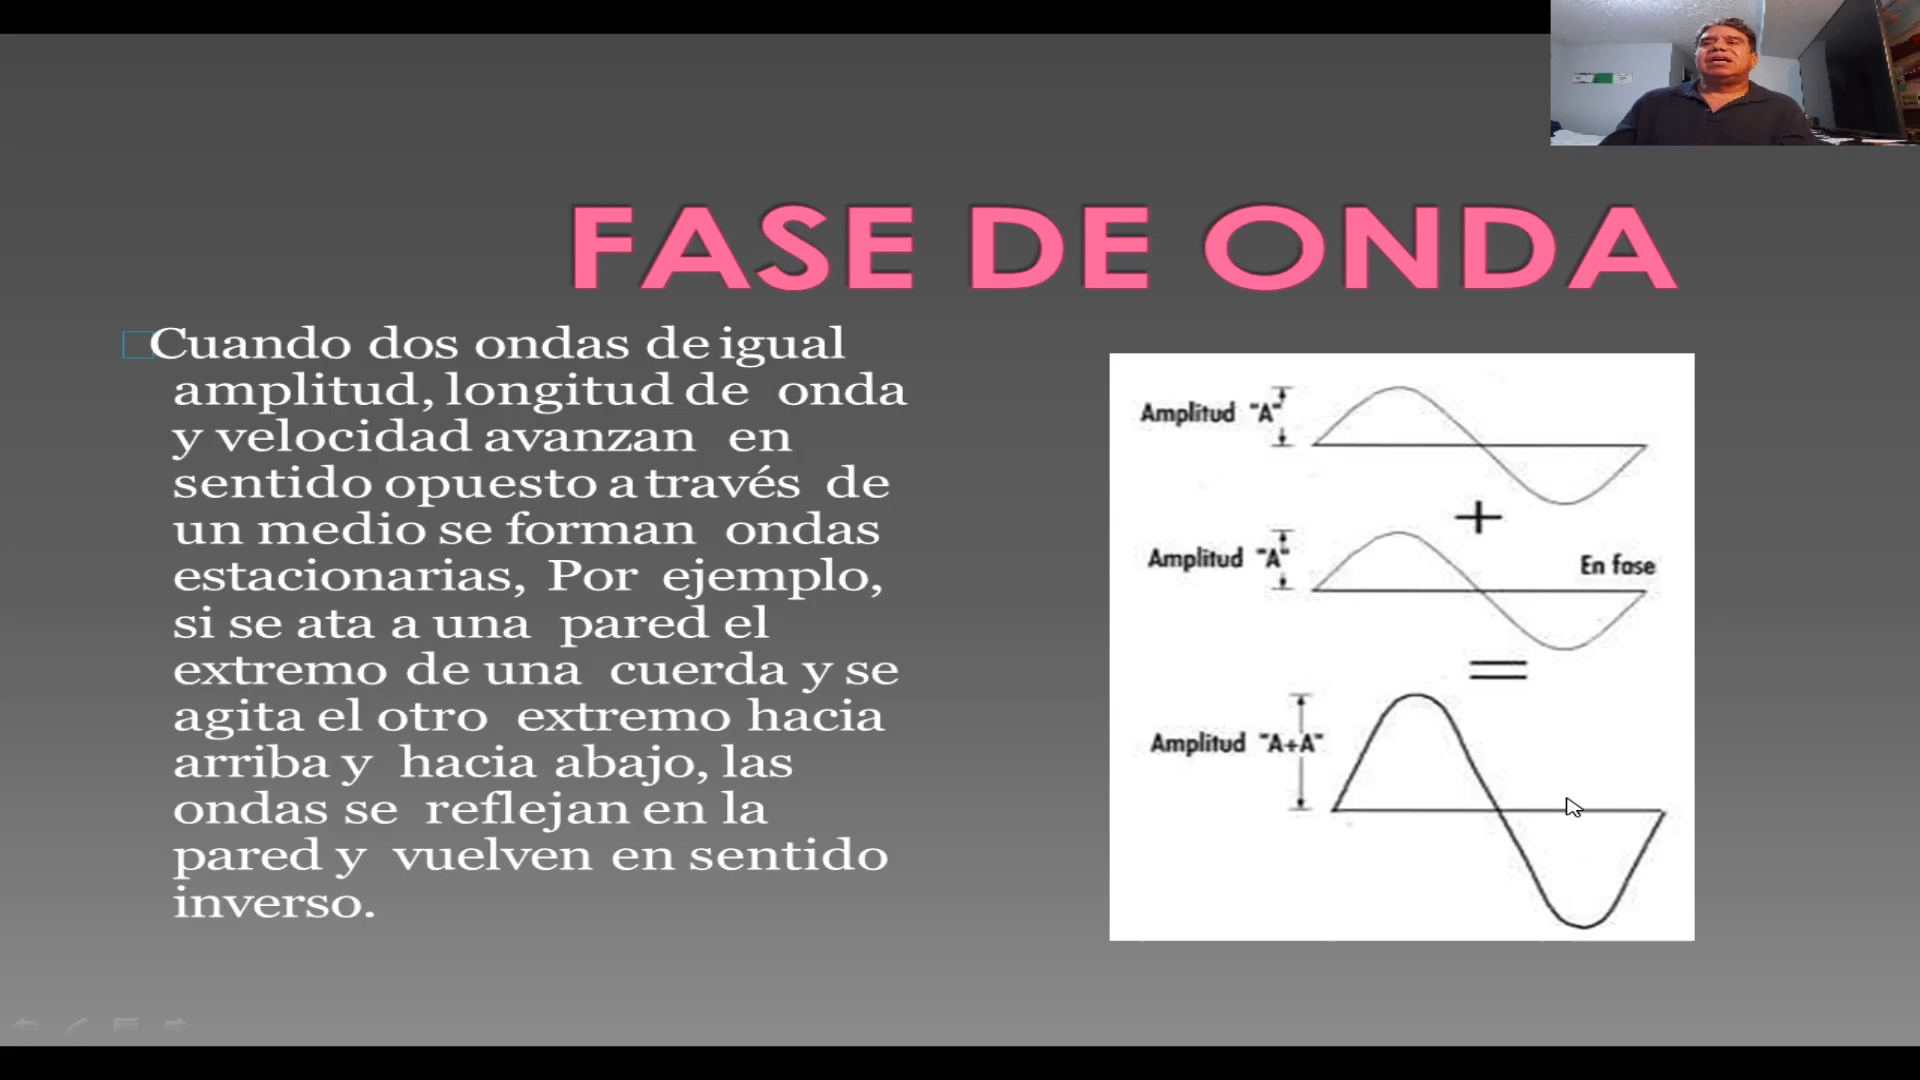 FASE DE ONDA
Cuando dos ondas de igual
amplitud, longitud de onda
y velocidad avanzan en
sentido opuesto a través de
un medio se forman ondas
estacionarias, Por ejemplo,
si se ata a una pared el
extremo de una cuerda y se
agita el otro extremo hacia
arriba y hacia abajo, las
ondas se reflejan en la
pared y vuelven en sentido
inverso.
Amplitud "A"
+
Amplitud "A"
En fase
=
Amplitud "A+A"